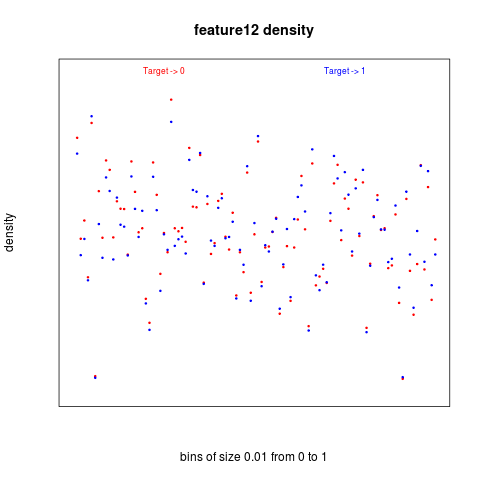 feature12 density
Target -> 0
Target -> 1
density
bins of size 0.01 from 0 to 1